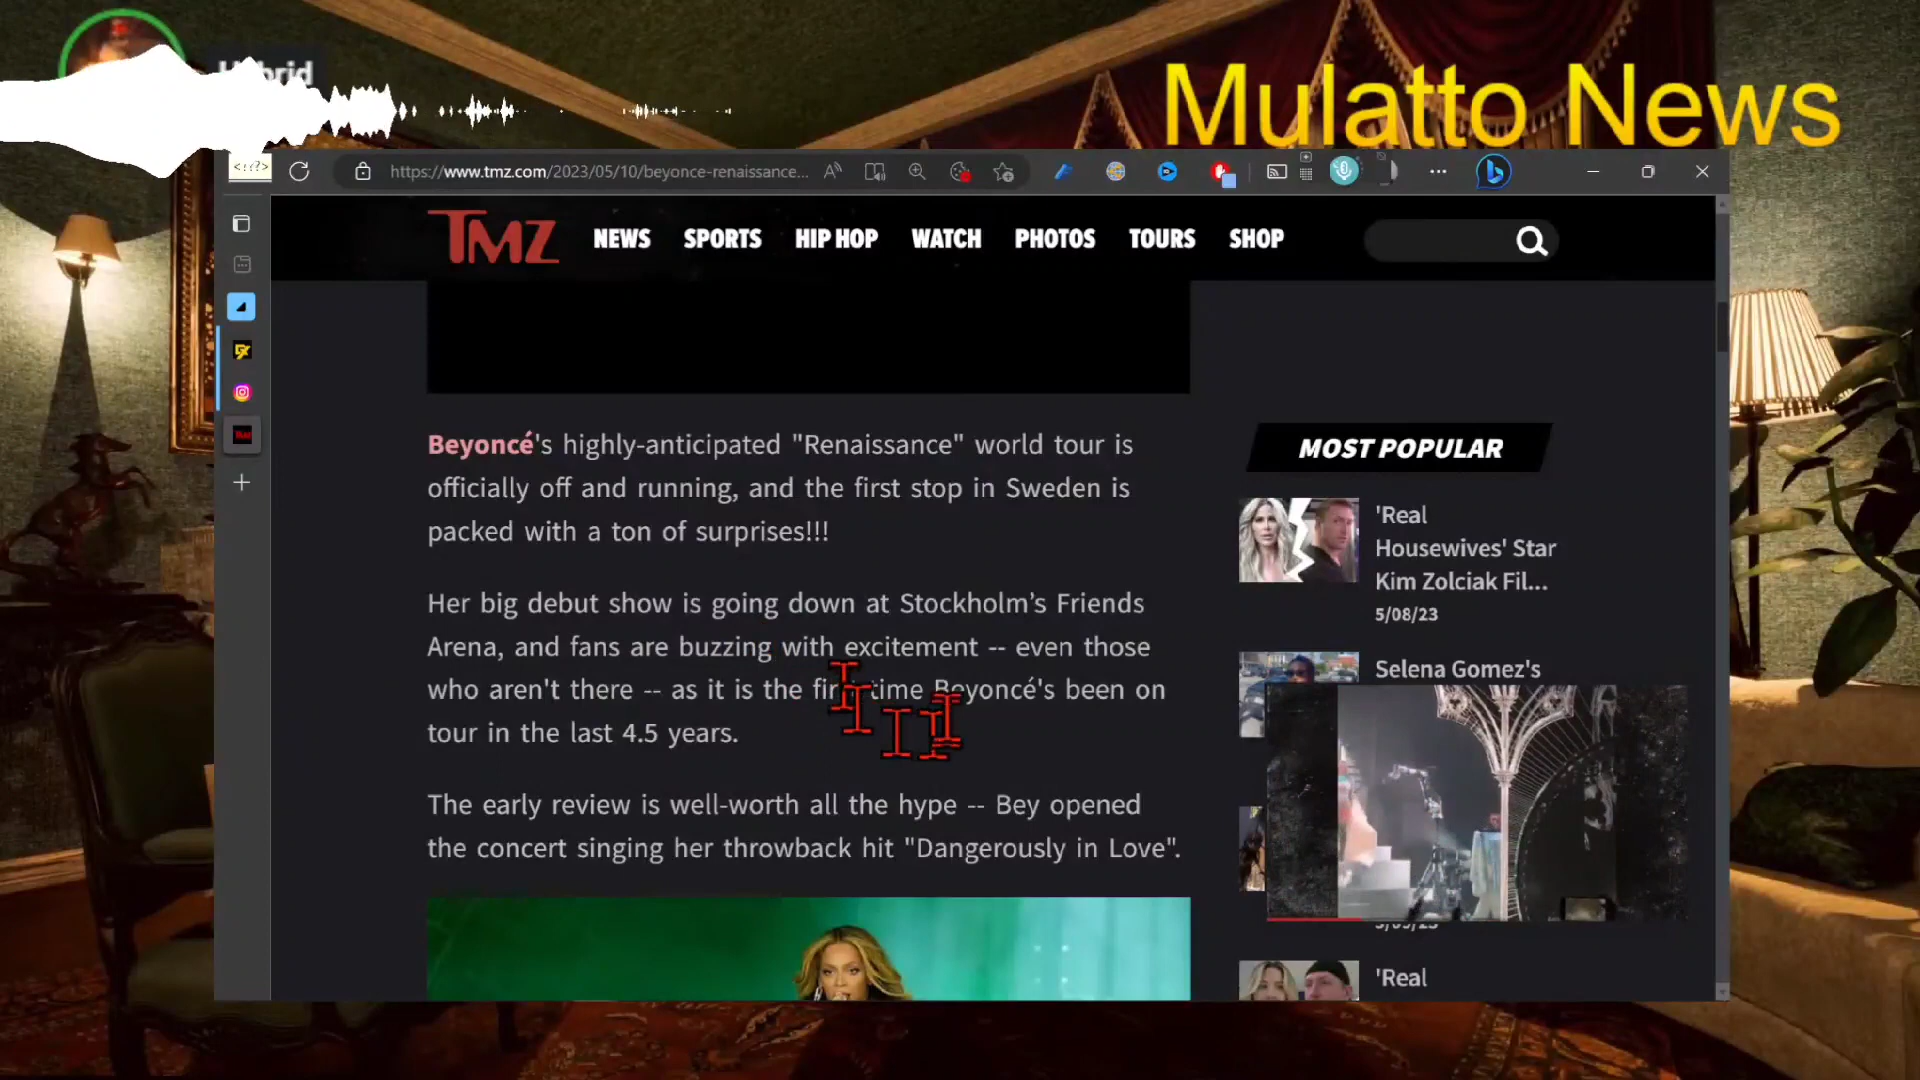 Mulatto News
https://www.tmz.com/2023/05/10/beyonce-renaissance...
TMZ NEWS SPORTS HIP HOP WATCH PHOTOS TOURS SHOP
Beyoncé's highly-anticipated "Renaissance" world tour is
officially off and running, and the first stop in Sweden is
packed with a ton of surprises!!!
Her big debut show is going down at Stockholm's Friends
Arena, and fans are buzzing with excitement -- even those
who aren't there -- as it is the first time Beyoncé's been on
tour in the last 4.5 years.
The early review is well-worth all the hype -- Bey opened
the concert singing her throwback hit "Dangerously in Love".
MOST POPULAR
'Real
Housewives' Star
Kim Zolciak Fil...
5/08/23
Selena Gomez's
'Real